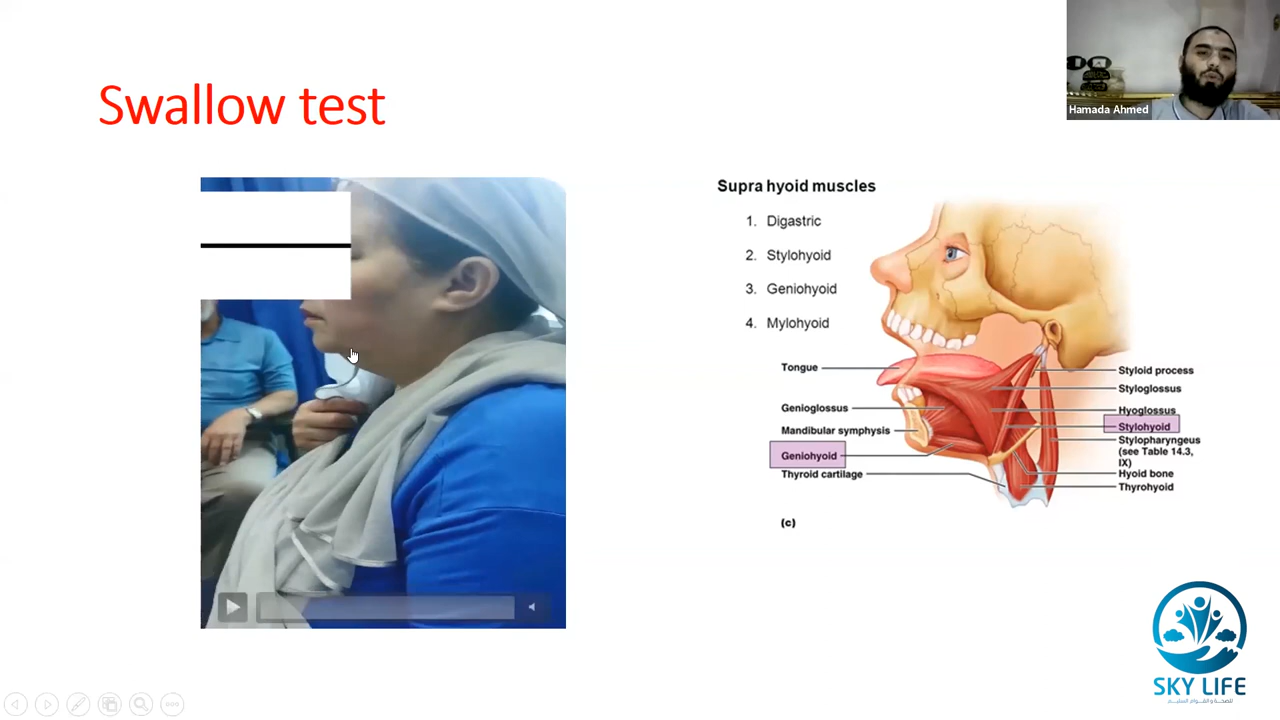 Hamada Ahmed
Swallow test
Supra hyoid muscles
1. Digastric
2. Stylohyoid
3. Geniohyoid
4. Mylohyoid
Tongue
Genioglossus
Mandibular symphysis
Geniohyoid
Thyroid cartilage
Styloid process
Styloglossus
Hyoglossus
Stylohyoid
Stylopharyngeus
(see Table 14.3,
IX)
Hyoid bone
Thyrohyoid
(c)
SKY LIFE